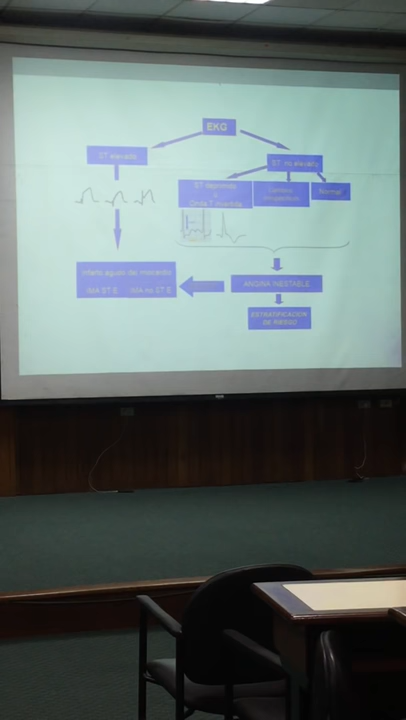 EKG
ST elevado
ST no elevado
ST deprimido
o
Onda T invertida
Normal
Infarto agudo del miocardio
IMA ST E IMA no ST E
ANGINA INESTABLE
ESTRATIFICACION
DE RIESGO